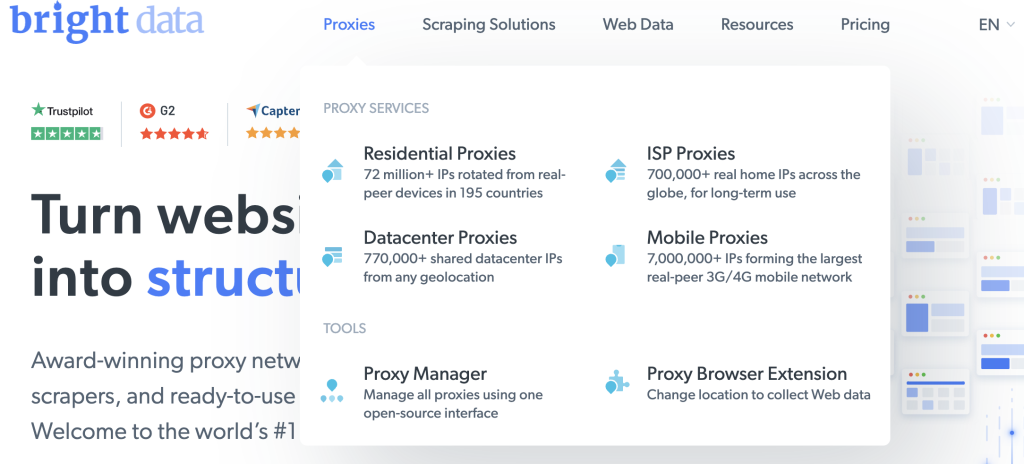 bright data
Proxies
Scraping Solutions
Web Data
Resources
Pricing
EN
Trustpilot
G2
Capter
Turn websi
into structu
Award-winning proxy netw
scrapers, and ready-to-use
Welcome to the world's #1
PROXY SERVICES
Residential Proxies
72 million+ IPs rotated from real-
peer devices in 195 countries
ISP Proxies
700,000+ real home IPs across the
globe, for long-term use
Datacenter Proxies
770,000+ shared datacenter IPs
from any geolocation
Mobile Proxies
7,000,000+ IPs forming the largest
real-peer 3G/4G mobile network
TOOLS
Proxy Manager
Manage all proxies using one
open-source interface
Proxy Browser Extension
Change location to collect Web data